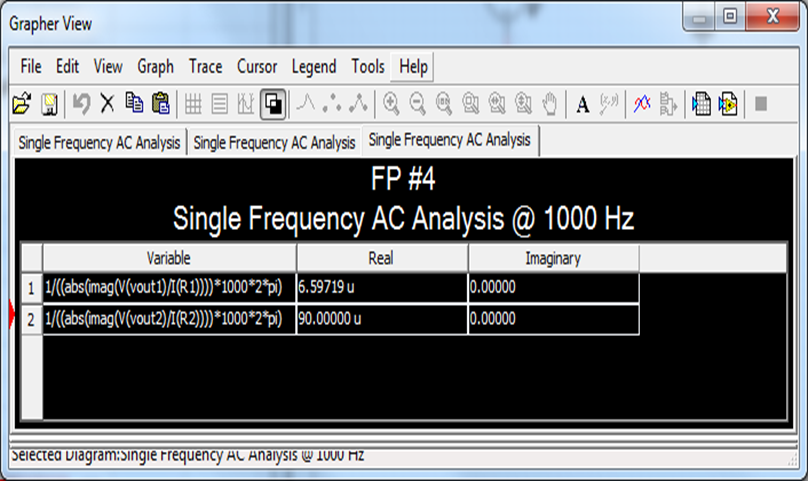 Grapher View
File Edit View Graph Trace Cursor Legend Tools Help
A
Single Frequency AC Analysis Single Frequency AC Analysis Single Frequency AC Analysis
FP #4
Single Frequency AC Analysis @ 1000 Hz
Variable Real Imaginary
1 1/((abs(imag(V(vout1)/I(R1))))*1000*2*pi) 6.59719 u 0.00000
2 1/((abs(imag(V(vout2)/I(R2))))*1000*2*pi) 90.00000 u 0.00000
Selected Diagram:Single Frequency AC Analysis @ 1000 Hz